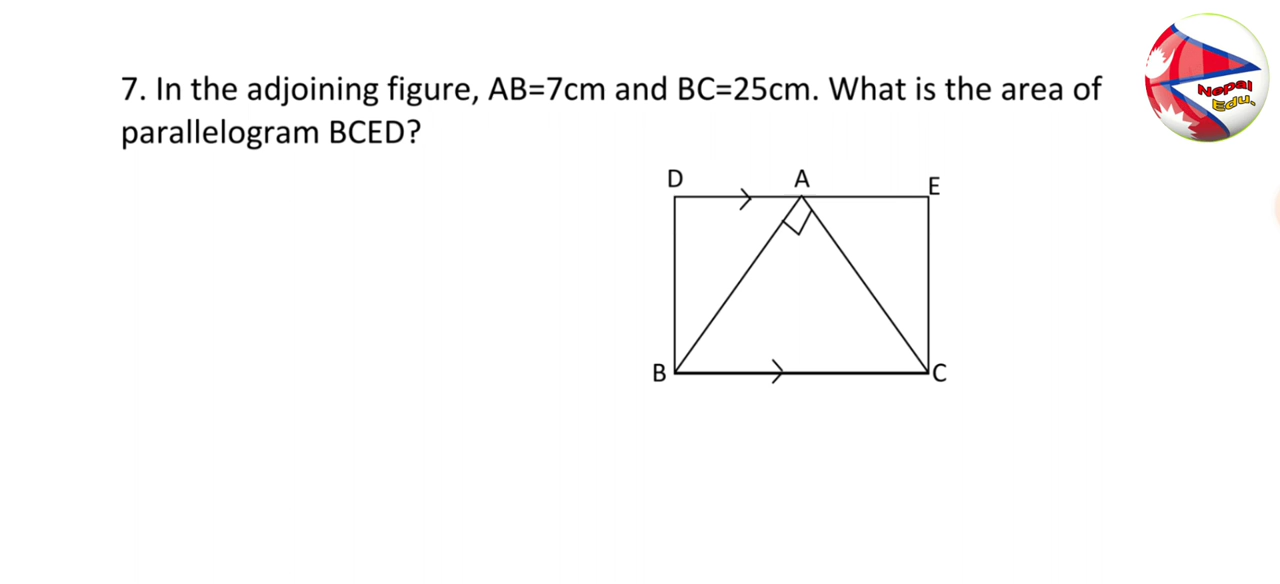 7. In the adjoining figure, AB=7cm and BC=25cm. What is the area of
parallelogram BCED?
Nepal
Edu.
D
A
E
B
C